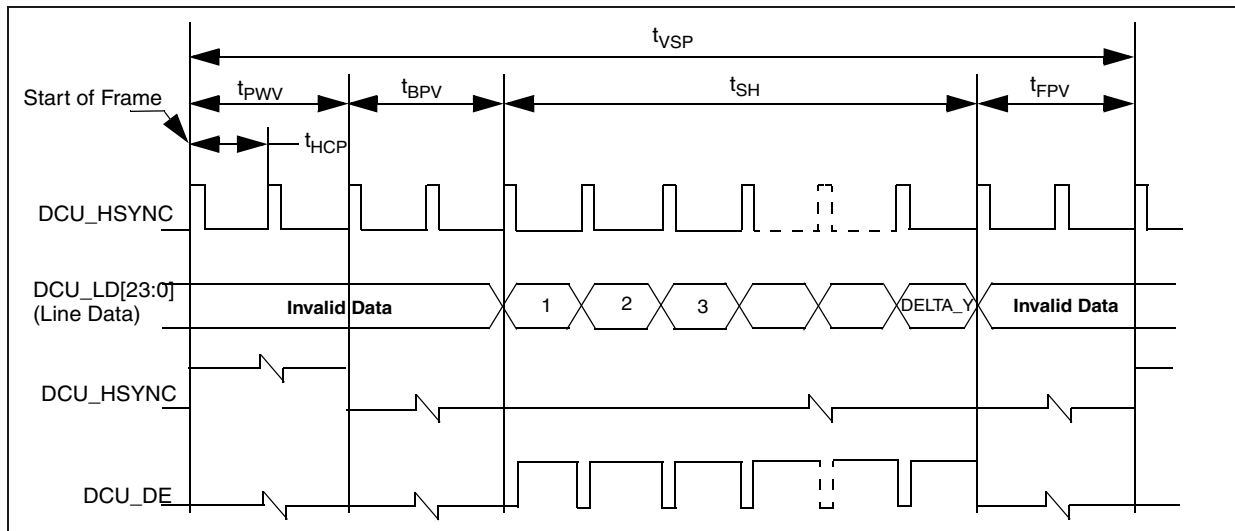 tVSP
tPWV
tBPV
tSH
tFPV
Start of Frame
tHCP
DCU_HSYNC
DCU_LD[23:0]
(Line Data)
Invalid Data
1
2
3
DELTA_Y
Invalid Data
DCU_HSYNC
DCU_DE